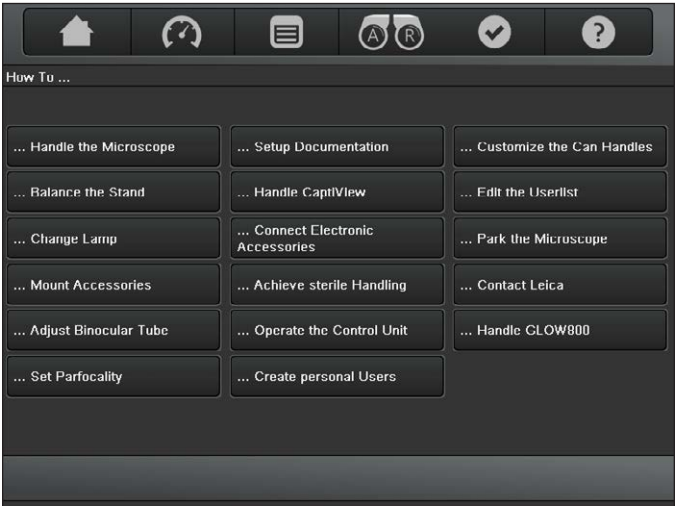 A R ?
How To ...
... Handle the Microscope
... Setup Documentation
... Customize the Can Handles
... Balance the Stand
... Handle CaptiView
... Edit the Userlist
... Change Lamp
... Connect Electronic
Accessories
... Park the Microscope
... Mount Accessories
... Achieve sterile Handling
... Contact Leica
... Adjust Binocular Tube
... Operate the Control Unit
... Handle GLOW800
... Set Parfocality
... Create personal Users